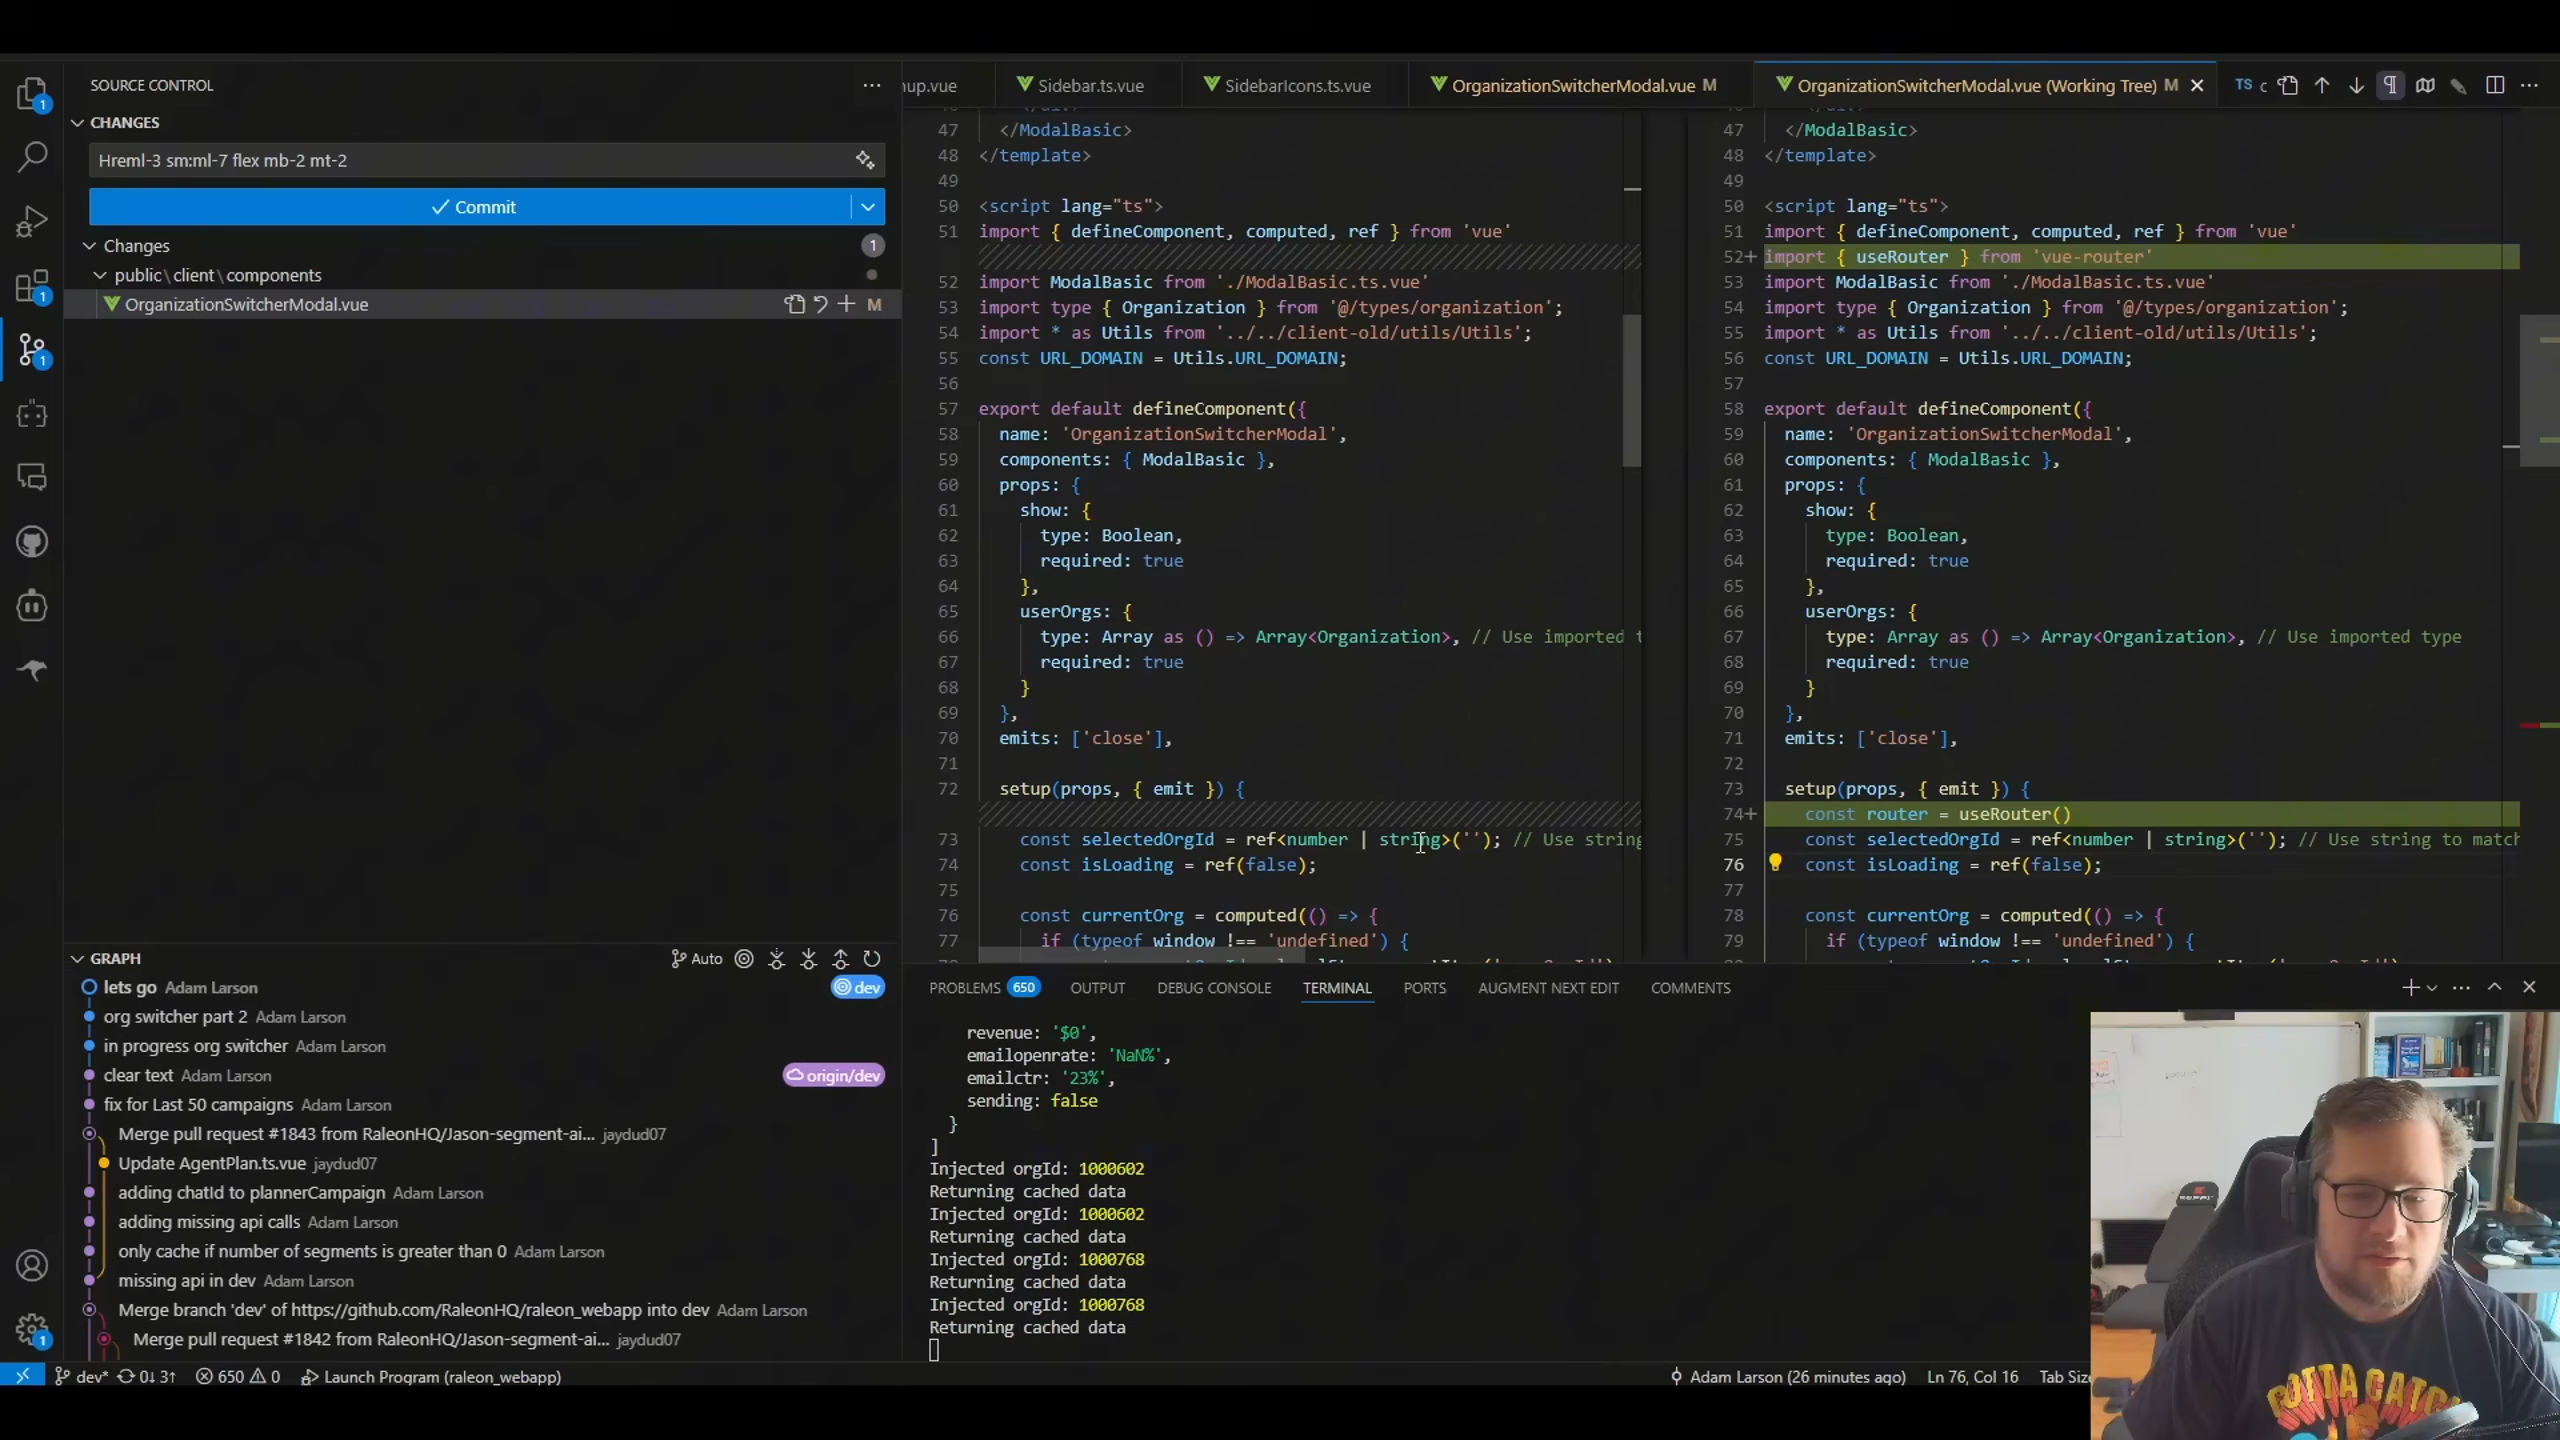 SOURCE CONTROL
CHANGES
Hreml-3 sm:ml-7 flex mb-2 mt-2
Commit
Changes
1
public\client\components
OrganizationSwitcherModal.vue
M
GRAPH
Auto
lets go Adam Larson
dev
org switcher part 2 Adam Larson
in progress org switcher Adam Larson
clear text Adam Larson
origin/dev
fix for Last 50 campaigns Adam Larson
Merge pull request #1843 from RaleonHQ/Jason-segment-ai... jaydud07
Update AgentPlan.ts.vue jaydud07
adding chatId to plannerCampaign Adam Larson
adding missing api calls Adam Larson
only cache if number of segments is greater than 0 Adam Larson
missing api in dev Adam Larson
Merge branch 'dev' of https://github.com/RaleonHQ/raleon_webapp into dev Adam Larson
Merge pull request #1842 from RaleonHQ/Jason-segment-ai... jaydud07
nup.vue
Sidebar.ts.vue
SidebarIcons.ts.vue
OrganizationSwitcherModal.vue M
OrganizationSwitcherModal.vue (Working Tree) M
TS c
47 </ModalBasic>
48 </template>
49
50 <script lang="ts">
51 import { defineComponent, computed, ref } from 'vue'
52 import ModalBasic from './ModalBasic.ts.vue'
53 import type { Organization } from '@/types/organization';
54 import * as Utils from '../../client-old/utils/Utils';
55 const URL_DOMAIN = Utils.URL_DOMAIN;
56
57 export default defineComponent({
58 name: 'OrganizationSwitcherModal',
59 components: { ModalBasic },
60 props: {
61 show: {
62 type: Boolean,
63 required: true
64 },
65 userOrgs: {
66 type: Array as () => Array<Organization>, // Use imported t
67 required: true
68 }
69 },
70 emits: ['close'],
71
72 setup(props, { emit }) {
73 const selectedOrgId = ref<number | string>(''); // Use string
74 const isLoading = ref(false);
75
76 const currentOrg = computed(() => {
77 if (typeof window !== 'undefined') {
47 </ModalBasic>
48 </template>
49
50 <script lang="ts">
51 import { defineComponent, computed, ref } from 'vue'
52+ import { useRouter } from 'vue-router'
53 import ModalBasic from './ModalBasic.ts.vue'
54 import type { Organization } from '@/types/organization';
55 import * as Utils from '../../client-old/utils/Utils';
56 const URL_DOMAIN = Utils.URL_DOMAIN;
57
58 export default defineComponent({
59 name: 'OrganizationSwitcherModal',
60 components: { ModalBasic },
61 props: {
62 show: {
63 type: Boolean,
64 required: true
65 },
66 userOrgs: {
67 type: Array as () => Array<Organization>, // Use imported type
68 required: true
69 }
70 },
71 emits: ['close'],
72
73 setup(props, { emit }) {
74+ const router = useRouter()
75 const selectedOrgId = ref<number | string>(''); // Use string to match
76 const isLoading = ref(false);
77
78 const currentOrg = computed(() => {
79 if (typeof window !== 'undefined') {
PROBLEMS 650 OUTPUT DEBUG CONSOLE TERMINAL PORTS AUGMENT NEXT EDIT COMMENTS
revenue: '$0',
emailopenrate: 'NaN%',
emailctr: '23%',
sending: false
}
]
Injected orgId: 1000602
Returning cached data
Injected orgId: 1000602
Returning cached data
Injected orgId: 1000768
Returning cached data
Injected orgId: 1000768
Returning cached data
dev* 0↓ 3↑ 650 0 Launch Program (raleon_webapp)
Adam Larson (26 minutes ago) Ln 76, Col 16 Tab Siz
GOTTA CATCH